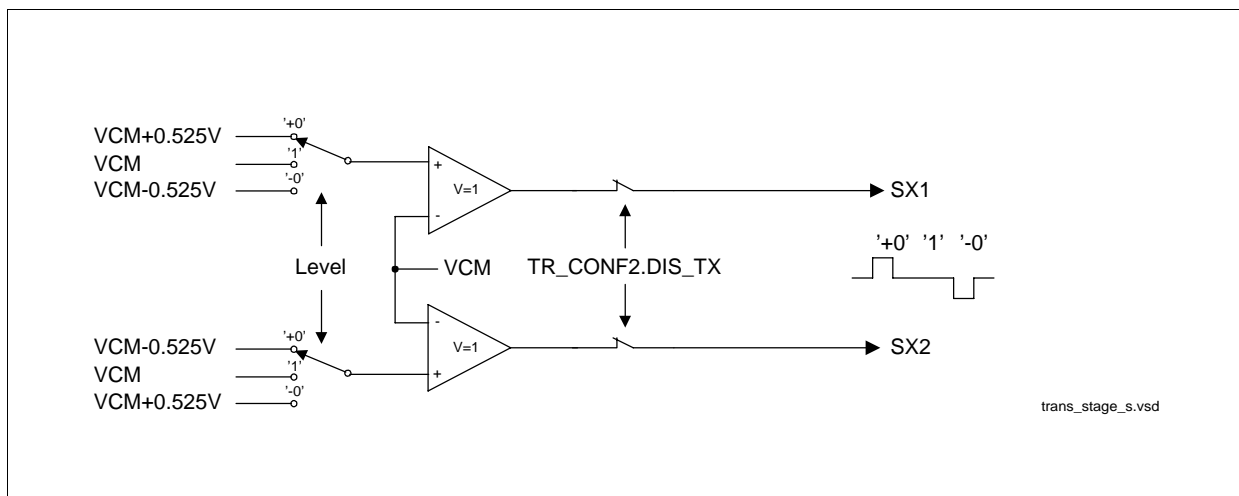 '+0'
VCM+0.525V
'1'
VCM
'-0'
VCM-0.525V
+
V=1
-
SX1
'+0' '1' '-0'
Level
VCM
TR_CONF2.DIS_TX
'+0'
VCM-0.525V
'1'
VCM
'-0'
VCM+0.525V
-
V=1
+
SX2
trans_stage_s.vsd